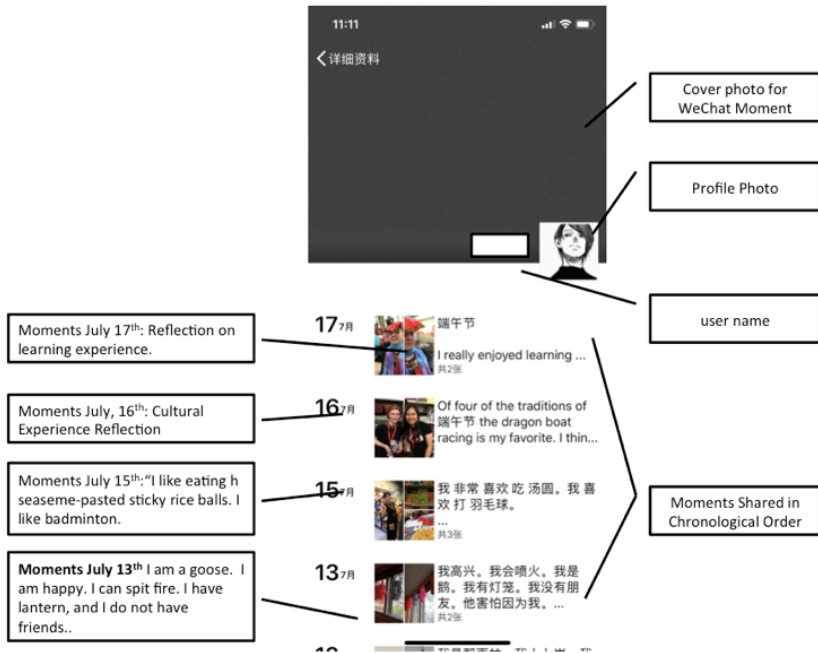 11:11
详细资料
Cover photo for
WeChat Moment
Profile Photo
user name
Moments July 17th: Reflection on
learning experience.
17 7月
端午节
I really enjoyed learning ...
共2张
Moments July, 16th: Cultural
Experience Reflection
16 7月
Of four of the traditions of
端午节 the dragon boat
racing is my favorite. I thin...
Moments July 15th:“I like eating h
seaseme-pasted sticky rice balls. I
like badminton.
15 7月
我 非常 喜欢 吃 汤圆。我 喜
欢 打 羽毛球。
...
共3张
Moments Shared in
Chronological Order
Moments July 13th I am a goose. I
am happy. I can spit fire. I have
lantern, and I do not have
friends..
13 7月
我高兴。我会喷火。我是
鹅。我有灯笼。我没有朋
友。他害怕因为我。...
共2张